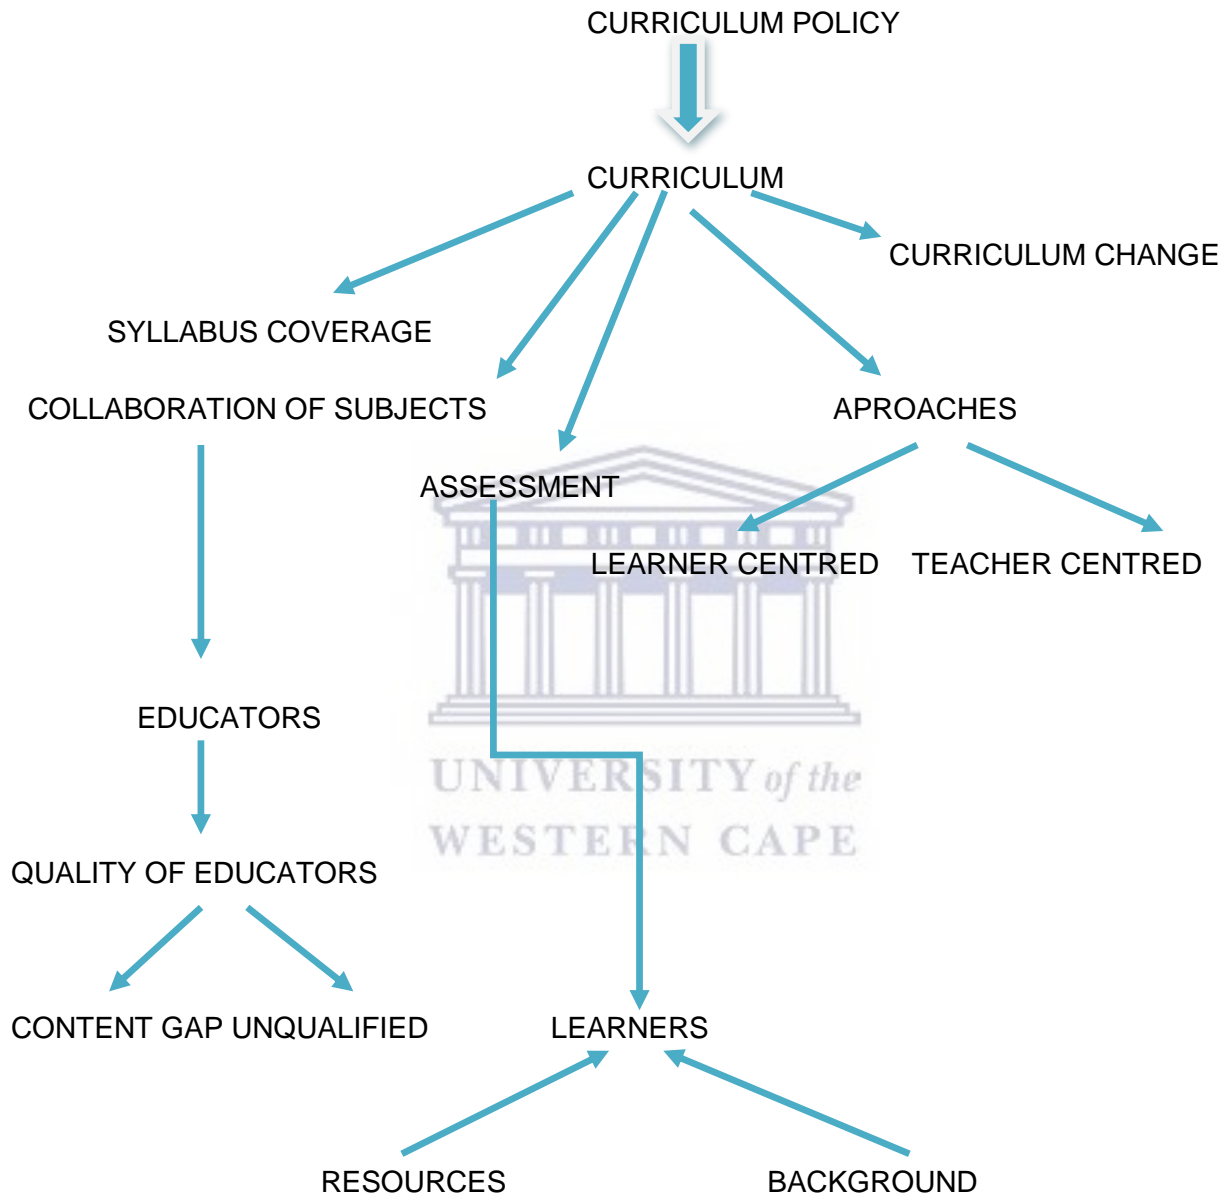 CURRICULUM POLICY
CURRICULUM
CURRICULUM CHANGE
SYLLABUS COVERAGE
COLLABORATION OF SUBJECTS
APROACHES
ASSESSMENT
LEARNER CENTRED
TEACHER CENTRED
EDUCATORS
UNIVERSITY of the
WESTERN CAPE
QUALITY OF EDUCATORS
CONTENT GAP UNQUALIFIED
LEARNERS
RESOURCES
BACKGROUND